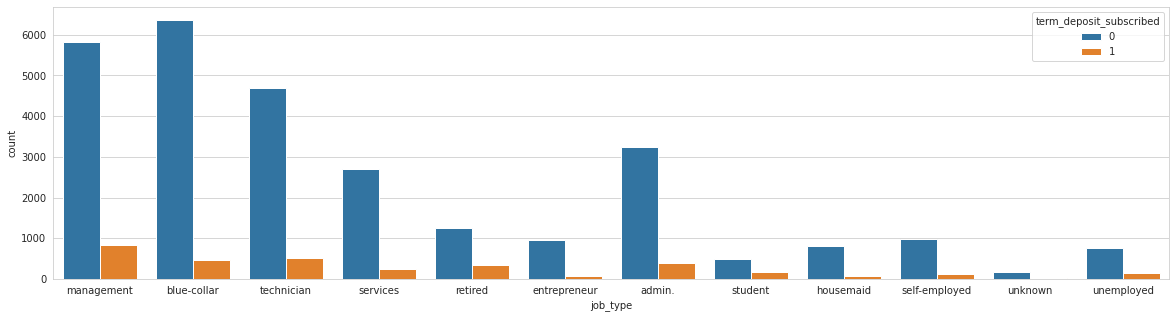 term_deposit_subscribed
0
1
count
6000
5000
4000
3000
2000
1000
0
management blue-collar technician services retired entrepreneur admin. student housemaid self-employed unknown unemployed
job_type